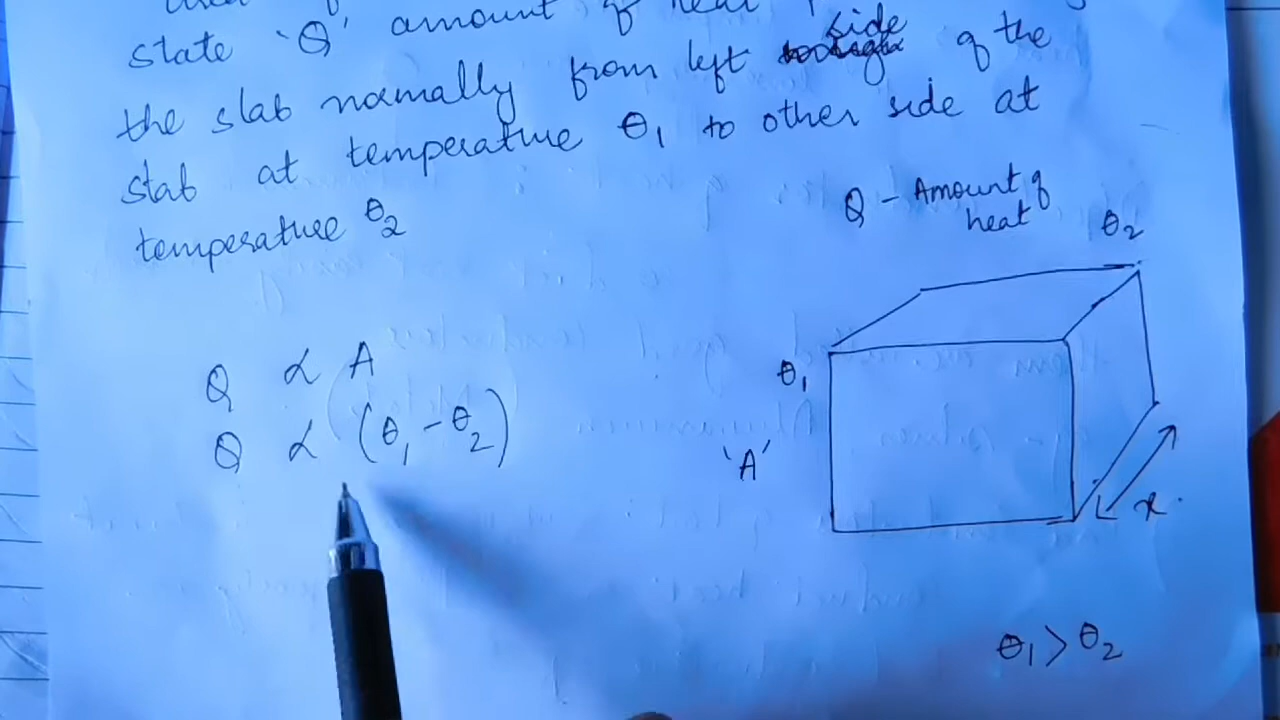 state 'Q' amount of heat
the slab normally from left side of the
slab at temperature θ₁ to other side at
temperature θ₂
Q - Amount of
heat
θ₂
θ₁
'A'
x
Q ∝ A
Q ∝ (θ₁ - θ₂)
θ₁ > θ₂